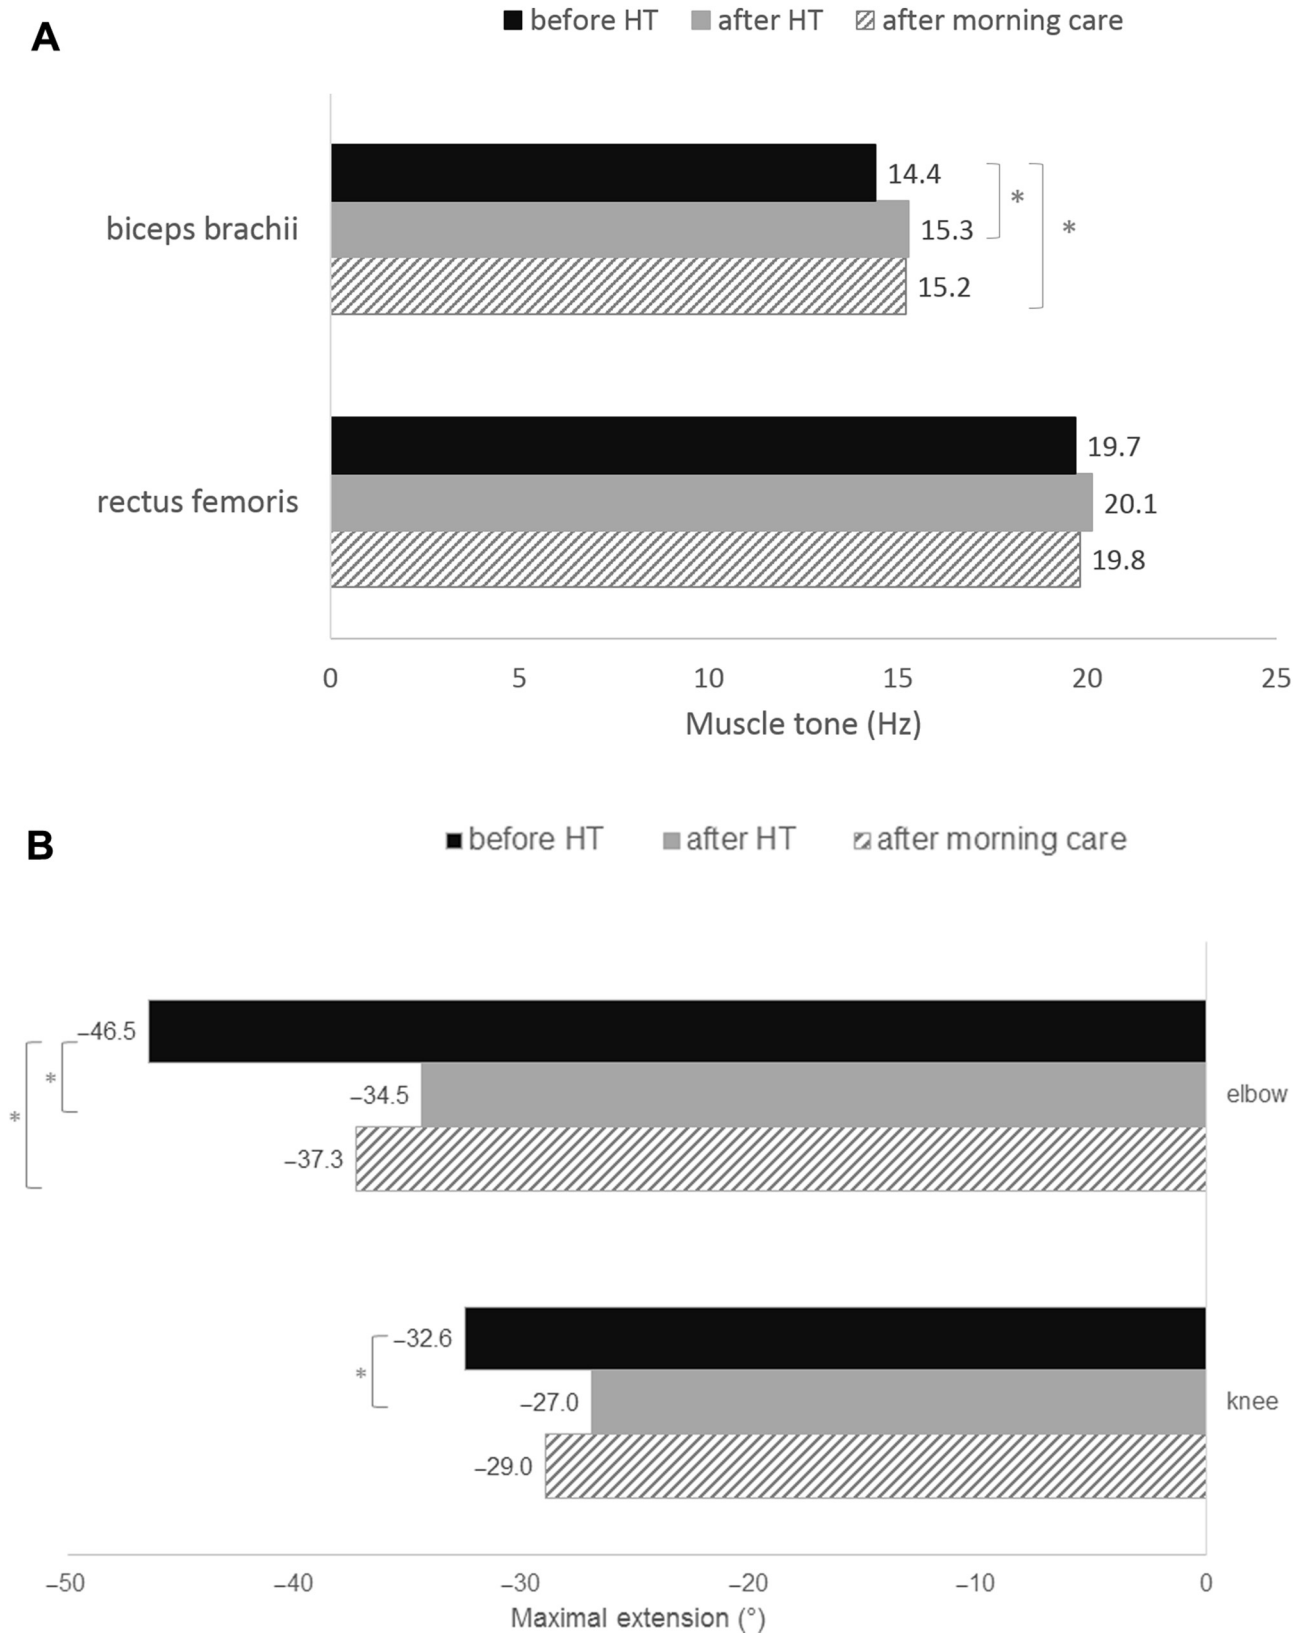 A
before HT after HT after morning care
biceps brachii
14.4
15.3
15.2
*
*
rectus femoris
19.7
20.1
19.8
0 5 10 15 20 25
Muscle tone (Hz)
B
before HT after HT after morning care
–46.5
–34.5
–37.3
*
*
elbow
–32.6
–27.0
–29.0
*
knee
–50 –40 –30 –20 –10 0
Maximal extension (°)